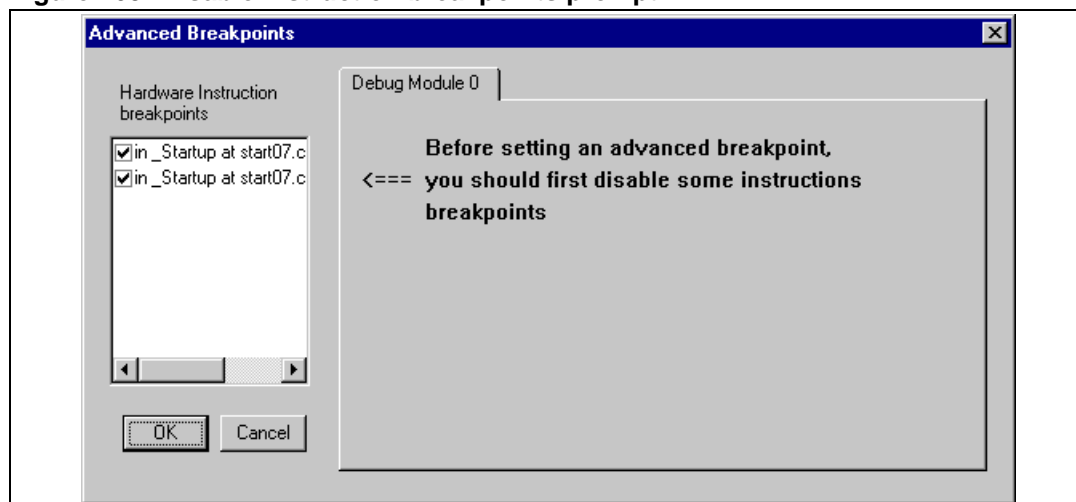 Advanced Breakpoints
Hardware Instruction
breakpoints
in _Startup at start07.c
in _Startup at start07.c
OK
Cancel
Debug Module 0
Before setting an advanced breakpoint,
<=== you should first disable some instructions
breakpoints